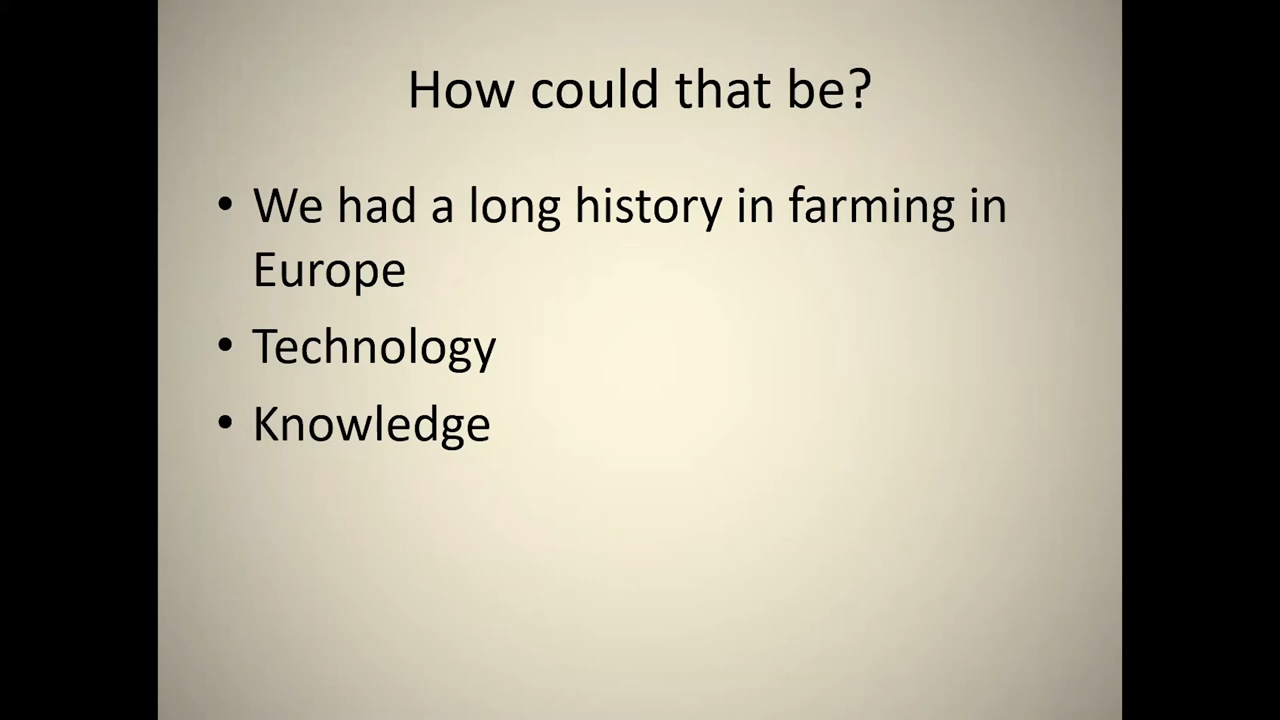 How could that be?
• We had a long history in farming in
Europe
• Technology
• Knowledge